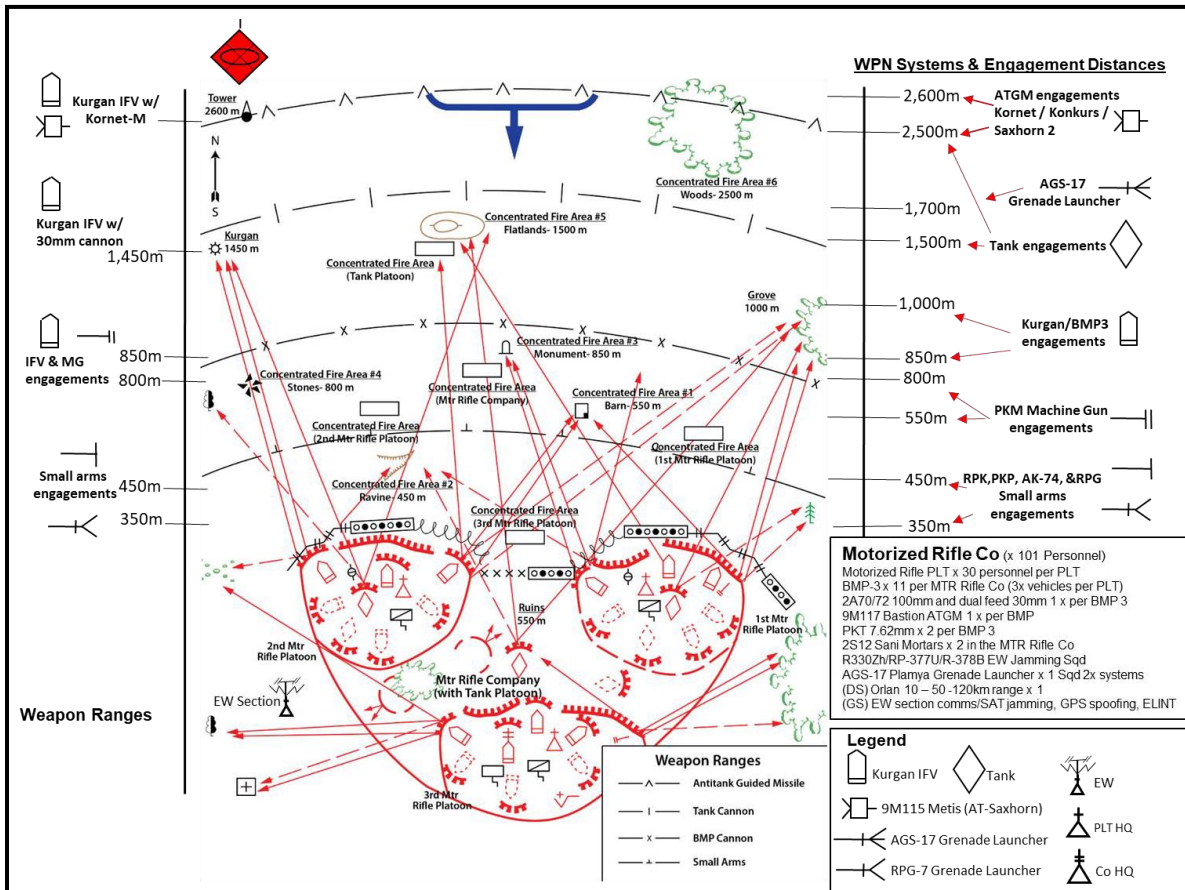 I
WPN Systems & Engagement Distances
Kurgan IFV w/
Kornet-M
Kurgan IFV w/
30mm cannon
1,450m
IFV & MG
engagements
850m
800m
Small arms
engagements
450m
350m
Weapon Ranges
Tower
2600 m
N
S
Concentrated Fire Area #6
Woods- 2500 m
Concentrated Fire Area #5
Flatlands- 1500 m
Kurgan
1450 m
Concentrated Fire Area
(Tank Platoon)
Grove
1000 m
Concentrated Fire Area #3
Monument- 850 m
Concentrated Fire Area #4
Stones- 800 m
Concentrated Fire Area
(Mtr Rifle Company)
Concentrated Fire Area #1
Barn- 550 m
Concentrated Fire Area
(2nd Mtr Rifle Platoon)
Concentrated Fire Area
(1st Mtr Rifle Platoon)
Concentrated Fire Area #2
Ravine- 450 m
Concentrated Fire Area
(3rd Mtr Rifle Platoon)
Ruins
550 m
1st Mtr
Rifle Platoon
2nd Mtr
Rifle Platoon
Mtr Rifle Company
(with Tank Platoon)
EW Section
3rd Mtr
Rifle Platoon
Weapon Ranges
Antitank Guided Missile
Tank Cannon
BMP Cannon
Small Arms
2,600m
2,500m
1,700m
1,500m
1,000m
850m
800m
550m
450m
350m
ATGM engagements
Kornet / Konkurs /
Saxhorn 2
AGS-17
Grenade Launcher
Tank engagements
Kurgan/BMP3
engagements
PKM Machine Gun
engagements
RPK,PKP, AK-74, &RPG
Small arms
engagements
Motorized Rifle Co (x 101 Personnel)
Motorized Rifle PLT x 30 personnel per PLT
BMP-3 x 11 per MTR Rifle Co (3x vehicles per PLT)
2A70/72 100mm and dual feed 30mm 1 x per BMP 3
9M117 Bastion ATGM 1 x per BMP
PKT 7.62mm x 2 per BMP 3
2S12 Sani Mortars x 2 in the MTR Rifle Co
R330Zh/RP-377U/R-378B EW Jamming Sqd
AGS-17 Plamya Grenade Launcher x 1 Sqd 2x systems
(DS) Orlan 10 – 50 -120km range x 1
(GS) EW section comms/SAT jamming, GPS spoofing, ELINT
Legend
Kurgan IFV
Tank
EW
9M115 Metis (AT-Saxhorn)
AGS-17 Grenade Launcher
PLT HQ
RPG-7 Grenade Launcher
Co HQ